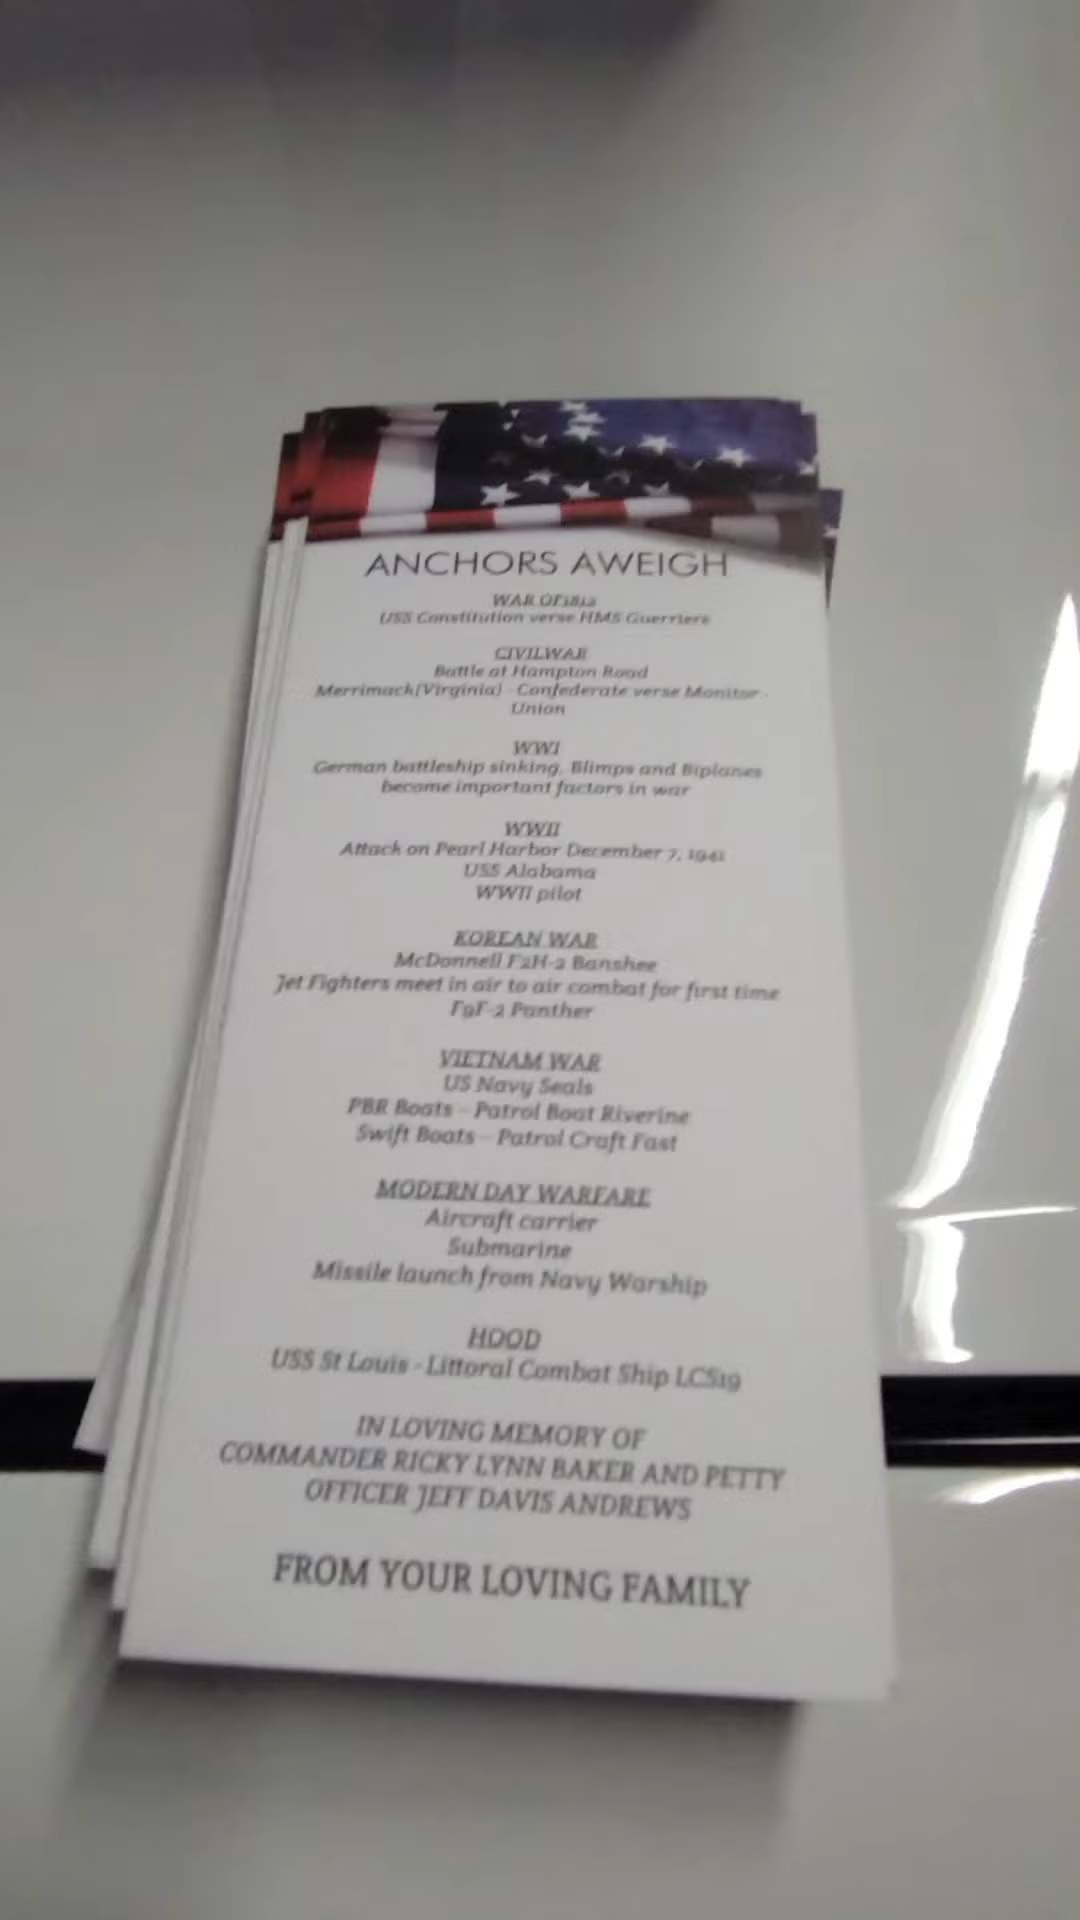 ANCHORS AWEIGH
WAR OF1812
USS Constitution verse HMS Guerriere
CIVILWAR
Battle at Hampton Road
Merrimack(Virginia) - Confederate verse Monitor -
Union
WWI
German battleship sinking, Blimps and Biplanes
become important factors in war
WWII
Attack on Pearl Harbor December 7, 1941
USS Alabama
WWII pilot
KOREAN WAR
McDonnell F2H-2 Banshee
Jet Fighters meet in air to air combat for first time
F9F-2 Panther
VIETNAM WAR
US Navy Seals
PBR Boats – Patrol Boat Riverine
Swift Boats – Patrol Craft Fast
MODERN DAY WARFARE
Aircraft carrier
Submarine
Missile launch from Navy Warship
HOOD
USS St Louis - Littoral Combat Ship LCS19
IN LOVING MEMORY OF
COMMANDER RICKY LYNN BAKER AND PETTY
OFFICER JEFF DAVIS ANDREWS
FROM YOUR LOVING FAMILY